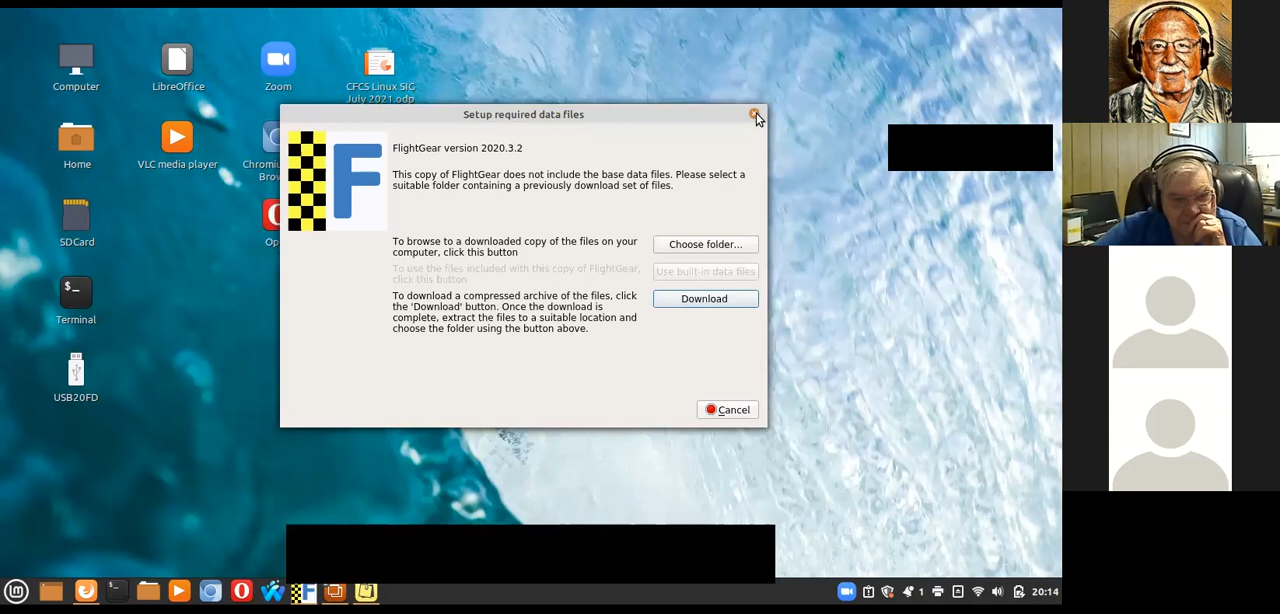 Computer
LibreOffice
Zoom
CFCS Linux SIG
July 2021.odp
Home
VLC media player
SDCard
Terminal
USB20FD
Setup required data files
FlightGear version 2020.3.2
This copy of FlightGear does not include the base data files. Please select a
suitable folder containing a previously download set of files.
To browse to a downloaded copy of the files on your
computer, click this button
Choose folder...
To use the files included with this copy of FlightGear,
click this button
Use built-in data files
To download a compressed archive of the files, click
the 'Download' button. Once the download is
complete, extract the files to a suitable location and
choose the folder using the button above.
Download
Cancel
1
20:14